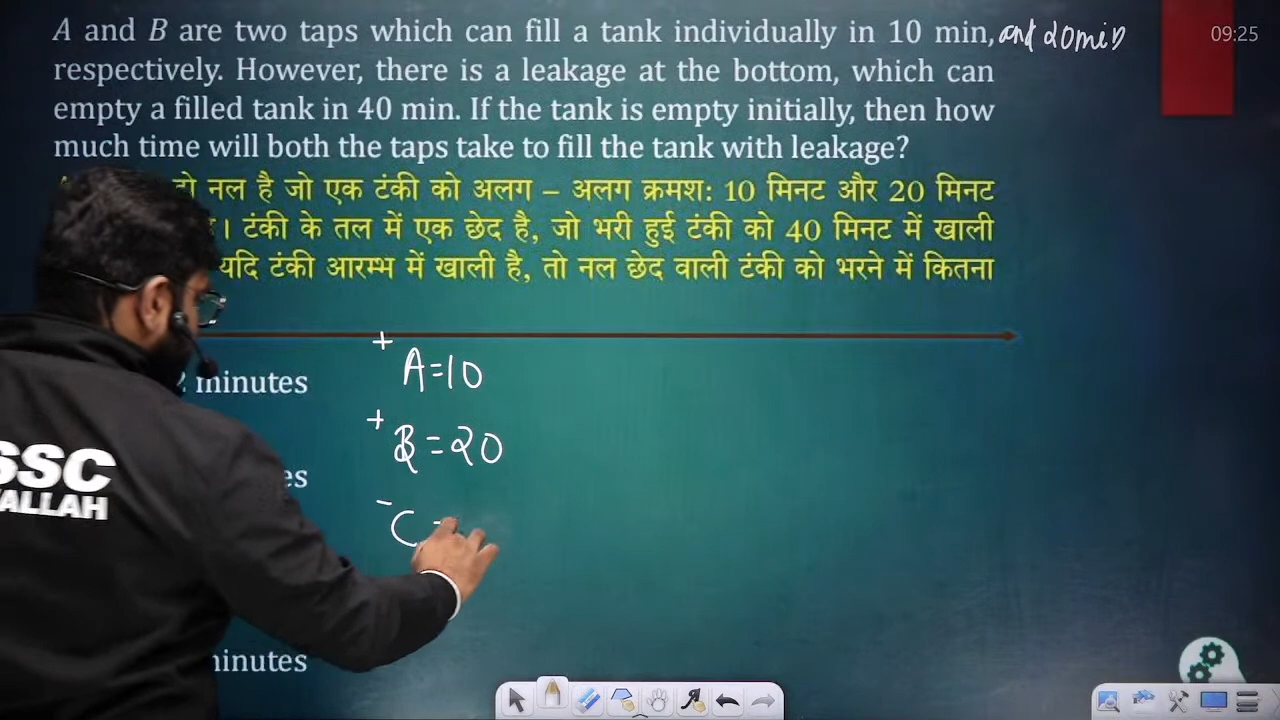 A and B are two taps which can fill a tank individually in 10 min, and 20 min
09:25
respectively. However, there is a leakage at the bottom, which can
empty a filled tank in 40 min. If the tank is empty initially, then how
much time will both the taps take to fill the tank with leakage?
दो नल है जो एक टंकी को अलग – अलग क्रमश: 10 मिनट और 20 मिनट
टंकी के तल में एक छेद है, जो भरी हुई टंकी को 40 मिनट में खाली
यदि टंकी आरम्भ में खाली है, तो नल छेद वाली टंकी को भरने में कितना
+ A=10
minutes
+ B=20
SSC
WALLAH
- C
minutes